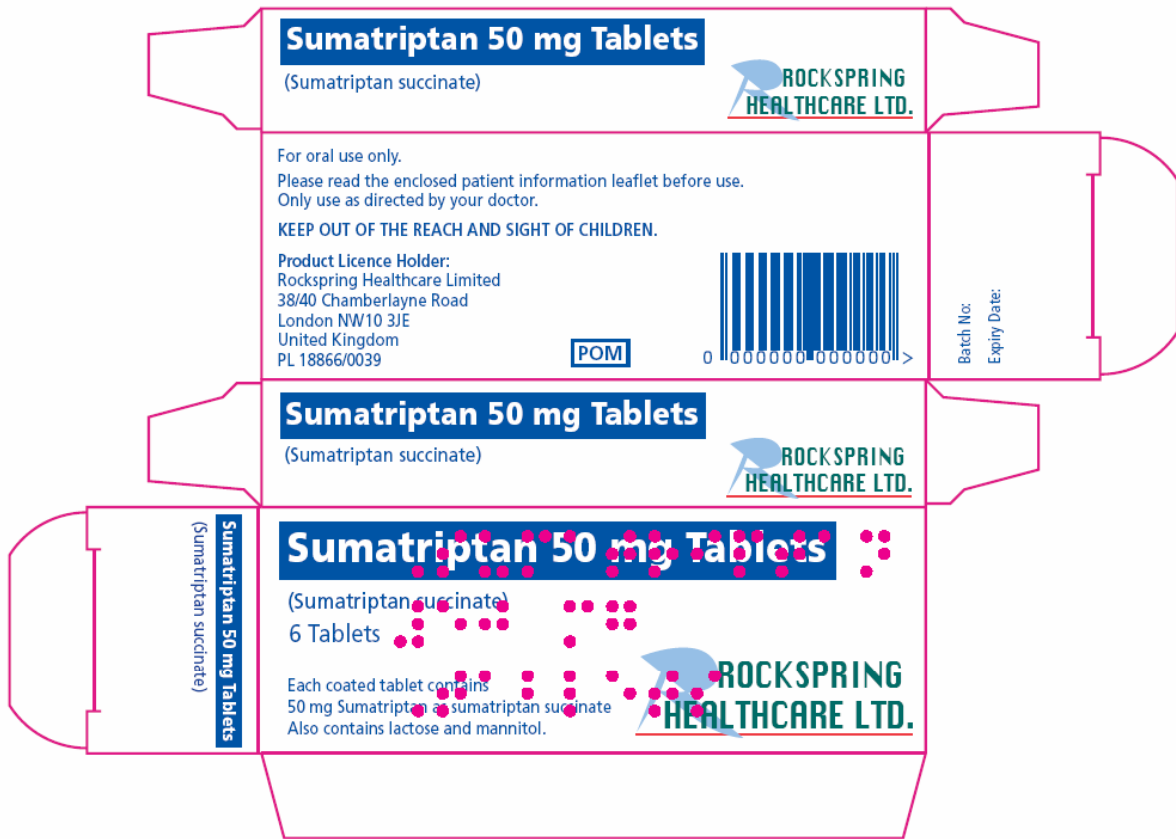 Sumatriptan 50 mg Tablets
(Sumatriptan succinate)
ROCKSPRING
HEALTHCARE LTD.
For oral use only.
Please read the enclosed patient information leaflet before use.
Only use as directed by your doctor.
KEEP OUT OF THE REACH AND SIGHT OF CHILDREN.
Product Licence Holder:
Rockspring Healthcare Limited
38/40 Chamberlayne Road
London NW10 3JE
United Kingdom
PL 18866/0039
POM
0 000000 000000 >
Batch No:
Expiry Date:
Sumatriptan 50 mg Tablets
(Sumatriptan succinate)
ROCKSPRING
HEALTHCARE LTD.
Sumatriptan 50 mg Tablets
(Sumatriptan succinate)
Sumatriptan 50 mg Tablets
(Sumatriptan succinate)
6 Tablets
Each coated tablet contains
50 mg Sumatriptan as sumatriptan succinate
Also contains lactose and mannitol.
ROCKSPRING
HEALTHCARE LTD.